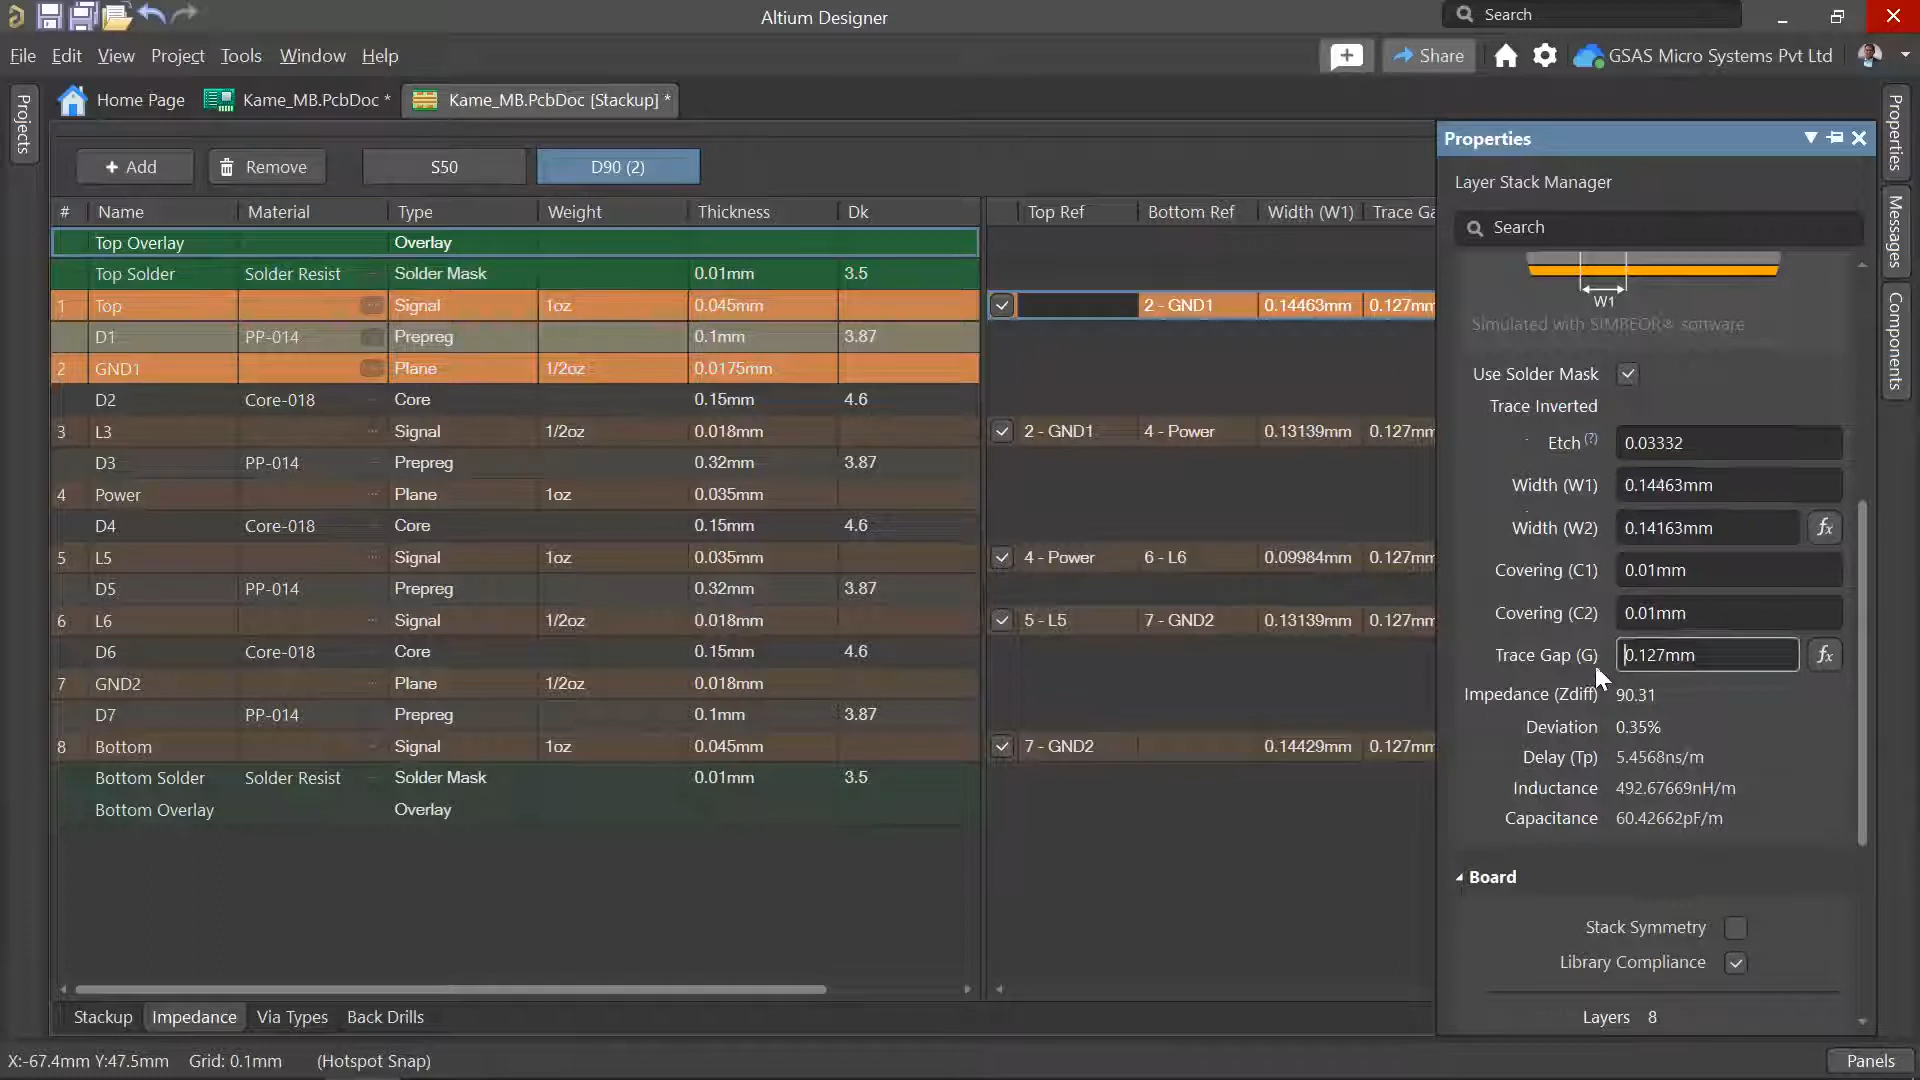 Altium Designer
Search
File Edit View Project Tools Window Help
Share
GSAS Micro Systems Pvt Ltd
Projects
Home Page
Kame_MB.PcbDoc *
Kame_MB.PcbDoc [Stackup] *
+ Add
Remove
S50
D90 (2)
# Name Material Type Weight Thickness Dk
Top Ref Bottom Ref Width (W1) Trace Ga
Top Overlay Overlay
Top Solder Solder Resist Solder Mask 0.01mm 3.5
1 Top Signal 1oz 0.045mm 2 - GND1 0.14463mm 0.127mm
D1 PP-014 Prepreg 0.1mm 3.87
2 GND1 Plane 1/2oz 0.0175mm
D2 Core-018 Core 0.15mm 4.6
3 L3 Signal 1/2oz 0.018mm 2 - GND1 4 - Power 0.13139mm 0.127mm
D3 PP-014 Prepreg 0.32mm 3.87
4 Power Plane 1oz 0.035mm
D4 Core-018 Core 0.15mm 4.6
5 L5 Signal 1oz 0.035mm 4 - Power 6 - L6 0.09984mm 0.127mm
D5 PP-014 Prepreg 0.32mm 3.87
6 L6 Signal 1/2oz 0.018mm 5 - L5 7 - GND2 0.13139mm 0.127mm
D6 Core-018 Core 0.15mm 4.6
7 GND2 Plane 1/2oz 0.018mm
D7 PP-014 Prepreg 0.1mm 3.87
8 Bottom Signal 1oz 0.045mm 7 - GND2 0.14429mm 0.127mm
Bottom Solder Solder Resist Solder Mask 0.01mm 3.5
Bottom Overlay Overlay
Stackup Impedance Via Types Back Drills
Properties
Layer Stack Manager
Search
W1
Simulated with SIMBEOR® software
Use Solder Mask
Trace Inverted
Etch (?) 0.03332
Width (W1) 0.14463mm
Width (W2) 0.14163mm fx
Covering (C1) 0.01mm
Covering (C2) 0.01mm
Trace Gap (G) 0.127mm fx
Impedance (Zdiff) 90.31
Deviation 0.35%
Delay (Tp) 5.4568ns/m
Inductance 492.67669nH/m
Capacitance 60.42662pF/m
Board
Stack Symmetry
Library Compliance
Layers 8
Properties
Messages
Components
X:-67.4mm Y:47.5mm Grid: 0.1mm (Hotspot Snap)
Panels